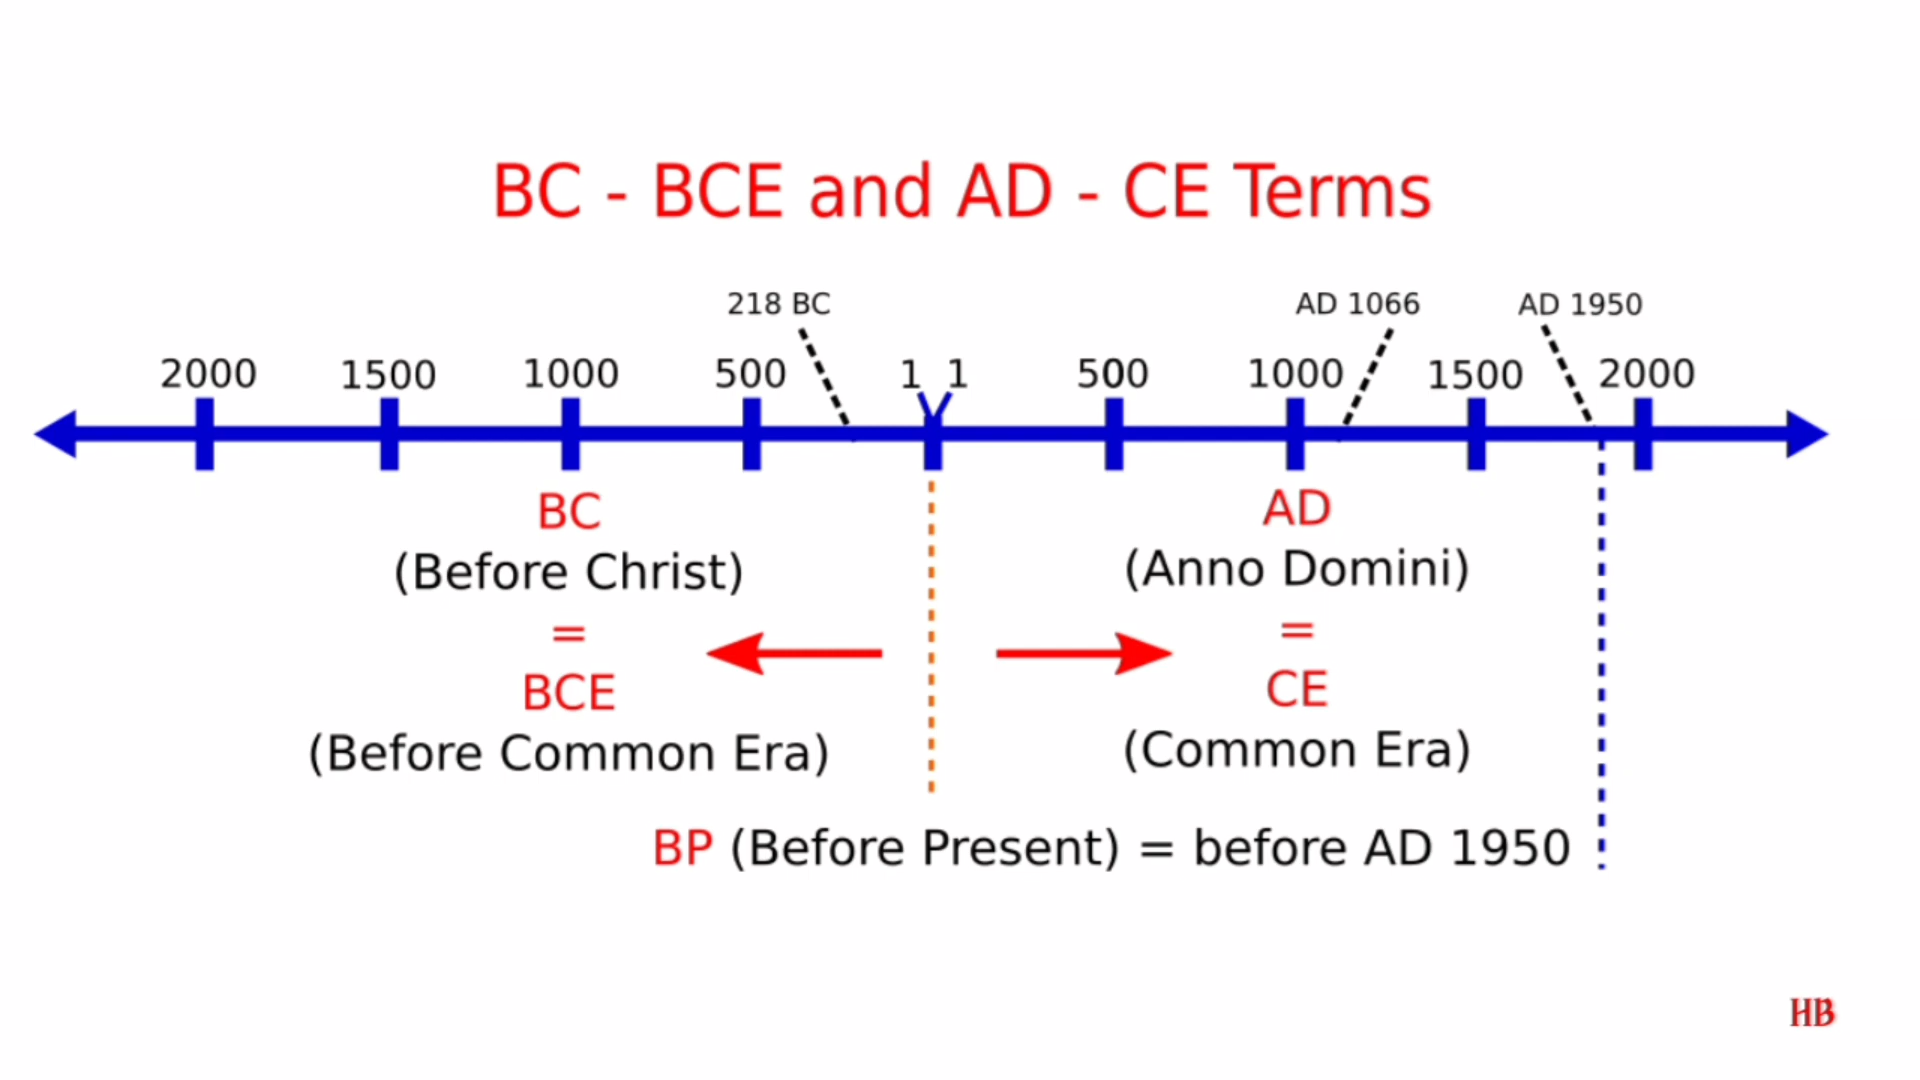 BC - BCE and AD - CE Terms
218 BC AD 1066 AD 1950
2000 1500 1000 500 1 1 500 1000 1500 2000
BC
(Before Christ)
=
BCE
(Before Common Era)
AD
(Anno Domini)
=
CE
(Common Era)
BP (Before Present) = before AD 1950
HB